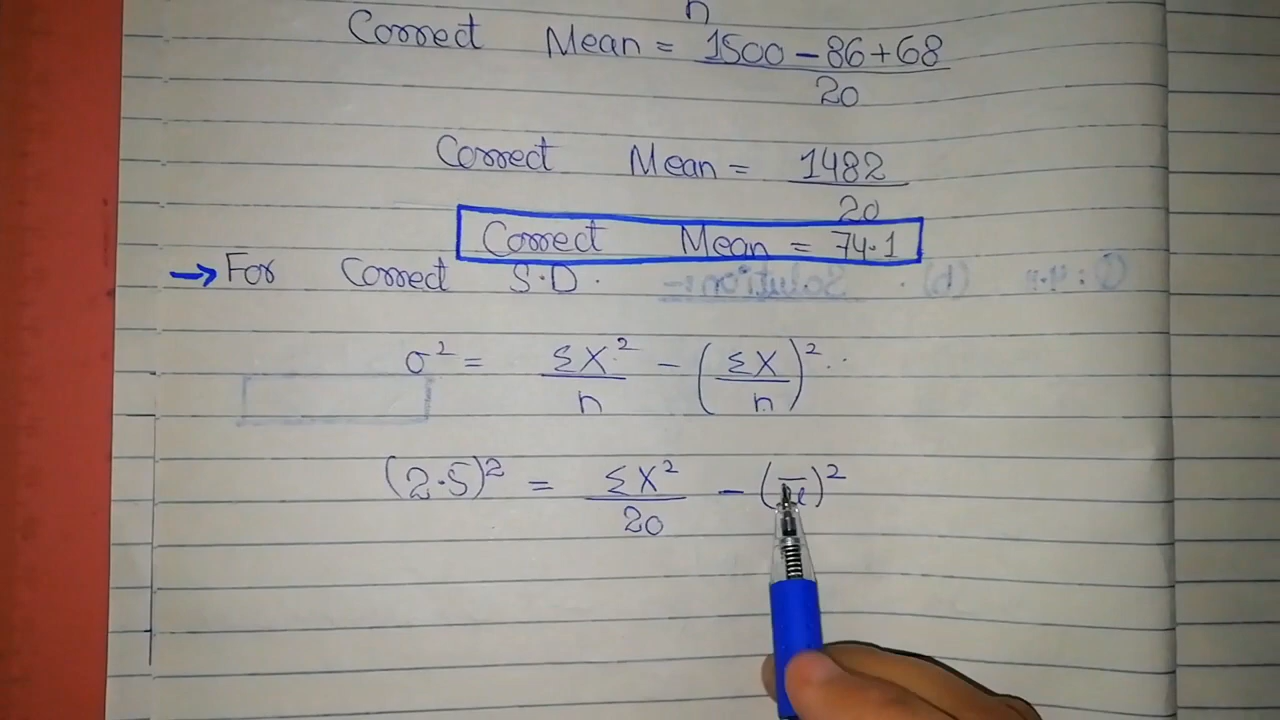 n
Correct Mean = 1500 - 86 + 68
20
Correct Mean = 1482
20
Correct Mean = 74.1
→ For Correct S.D.
σ² = ΣX²/n - (ΣX/n)².
(2.5)² = ΣX²/20 - ( )²